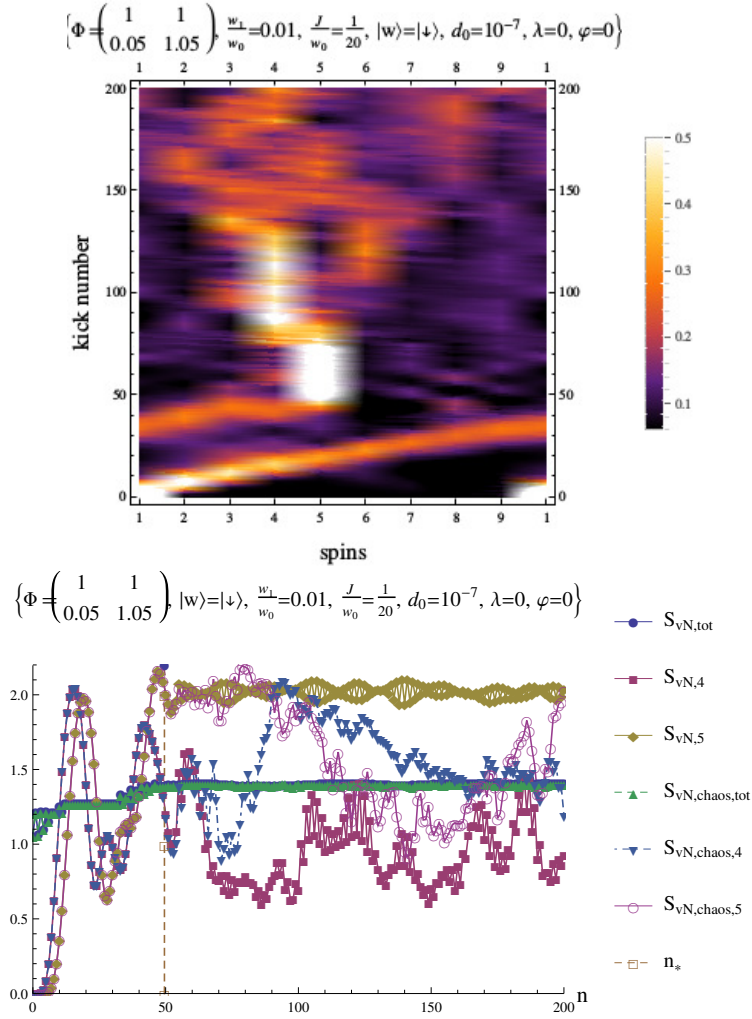 {Φ=(1 1 0.05 1.05), w₁/w₀=0.01, J/w₀=1/20, |w⟩=|↓⟩, d₀=10⁻⁷, λ=0, φ=0}
1 2 3 4 5 6 7 8 9 1
200 200
150 150
100 100
50 50
0 0
kick number
1 2 3 4 5 6 7 8 9 1
spins
0.5
0.4
0.3
0.2
0.1
{Φ=(1 1 0.05 1.05), |w⟩=|↓⟩, w₁/w₀=0.01, J/w₀=1/20, d₀=10⁻⁷, λ=0, φ=0}
2.0
1.5
1.0
0.5
0.0
0 50 100 150 200 n
S_vN,tot
S_vN,4
S_vN,5
S_vN,chaos,tot
S_vN,chaos,4
S_vN,chaos,5
n_*